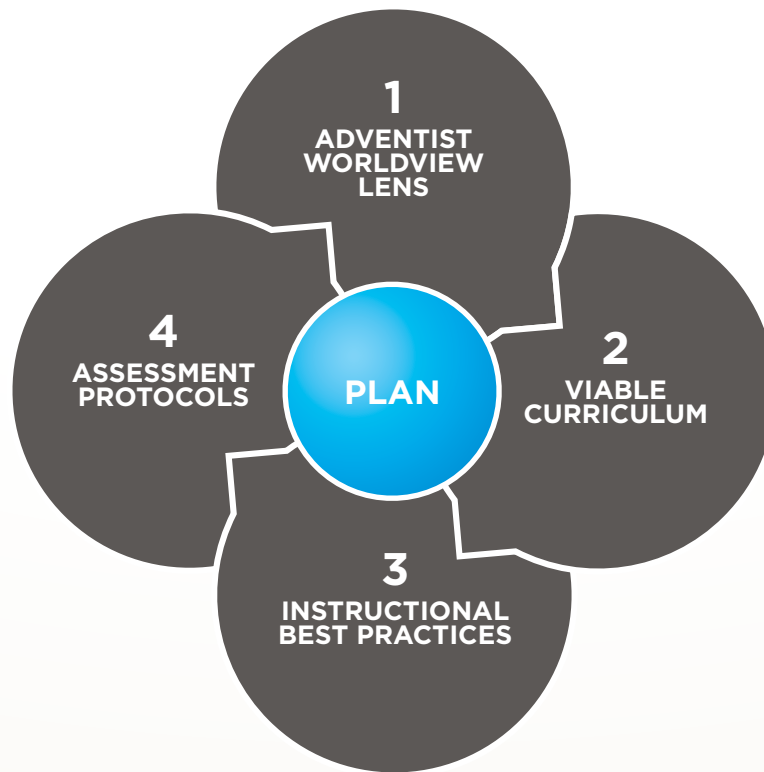 1
ADVENTIST
WORLDVIEW
LENS
2
VIABLE
CURRICULUM
3
INSTRUCTIONAL
BEST PRACTICES
4
ASSESSMENT
PROTOCOLS
PLAN